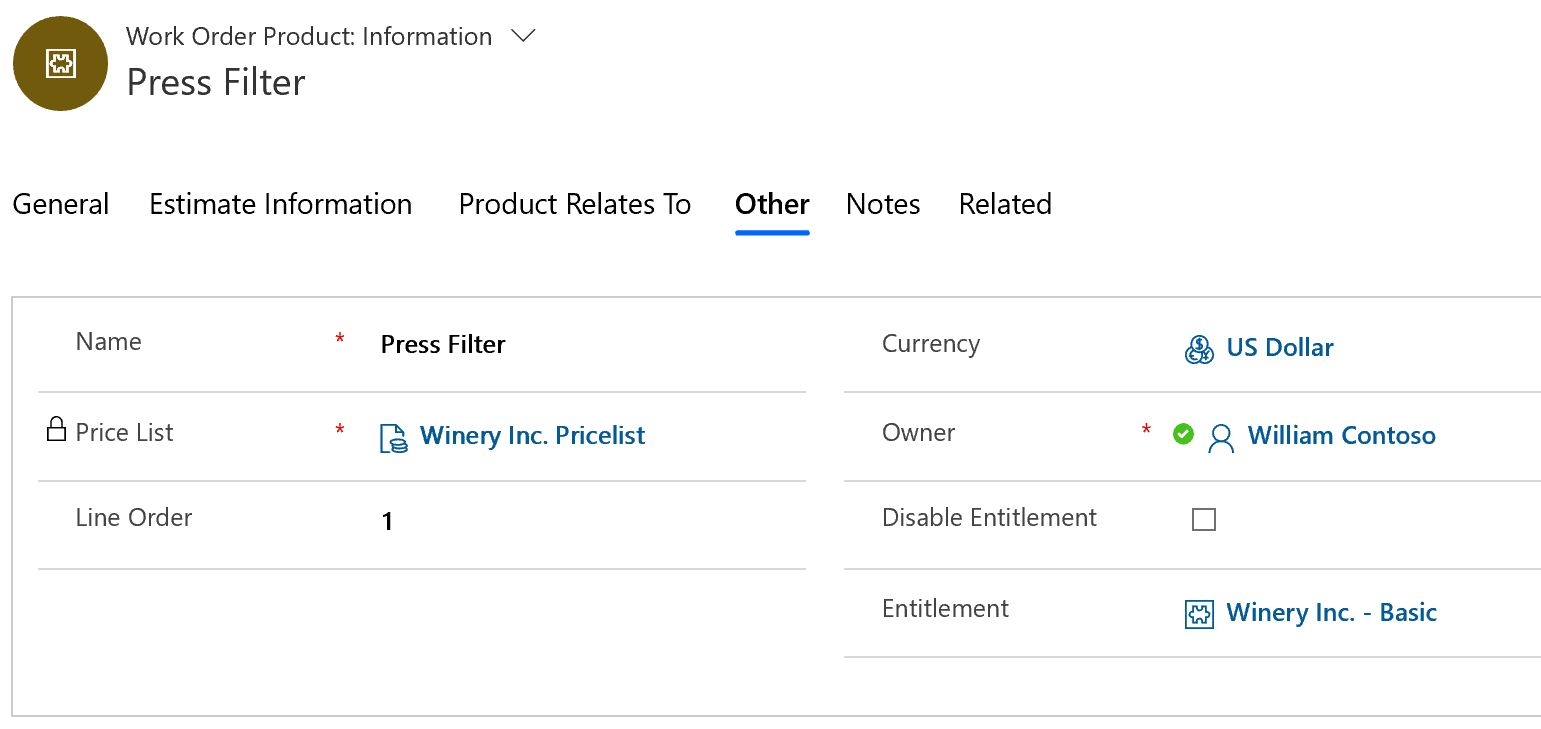 Work Order Product: Information
Press Filter
General Estimate Information Product Relates To Other Notes Related
Name * Press Filter
Currency US Dollar
Price List * Winery Inc. Pricelist
Owner * William Contoso
Line Order 1
Disable Entitlement
Entitlement Winery Inc. - Basic